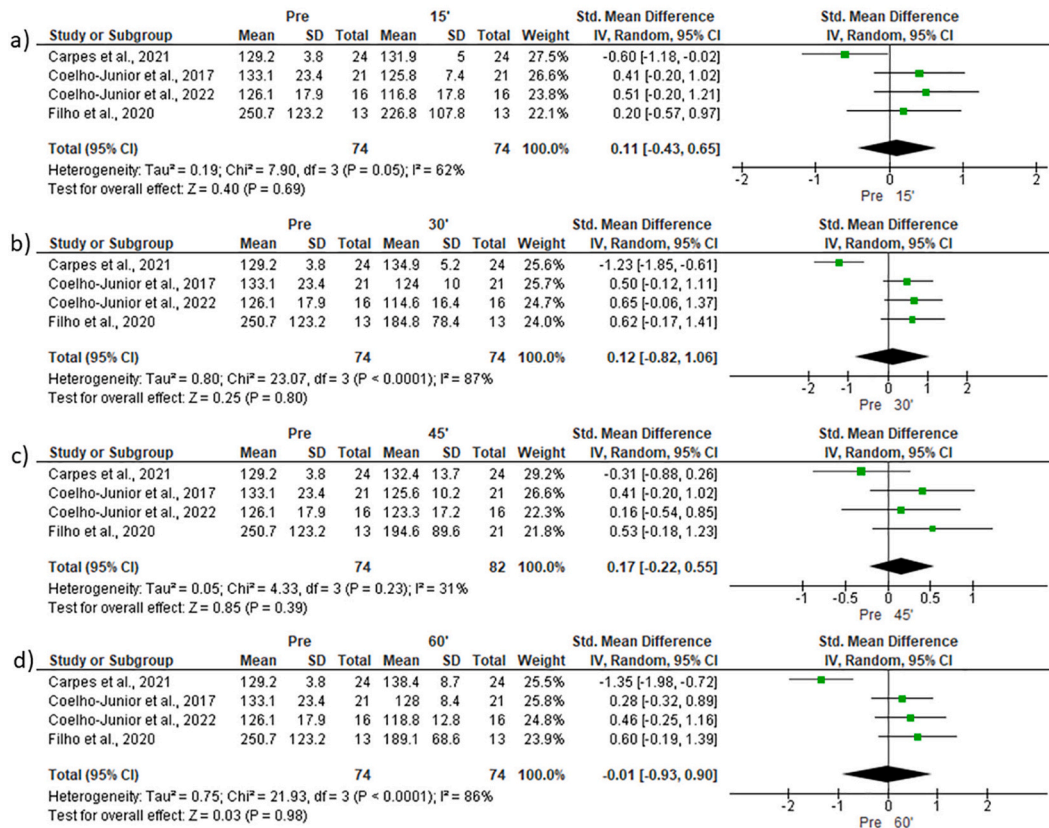 a)
Pre 15' Std. Mean Difference Std. Mean Difference
Study or Subgroup Mean SD Total Mean SD Total Weight IV, Random, 95% CI IV, Random, 95% CI
Carpes et al., 2021 129.2 3.8 24 131.9 5 24 27.5% -0.60 [-1.18, -0.02]
Coelho-Junior et al., 2017 133.1 23.4 21 125.8 7.4 21 26.6% 0.41 [-0.20, 1.02]
Coelho-Junior et al., 2022 126.1 17.9 16 116.8 17.8 16 23.8% 0.51 [-0.20, 1.21]
Filho et al., 2020 250.7 123.2 13 226.8 107.8 13 22.1% 0.20 [-0.57, 0.97]
Total (95% CI) 74 74 100.0% 0.11 [-0.43, 0.65]
Heterogeneity: Tau² = 0.19; Chi² = 7.90, df = 3 (P = 0.05); I² = 62%
Test for overall effect: Z = 0.40 (P = 0.69)
-2 -1 0 1 2
Pre 15'
b)
Pre 30' Std. Mean Difference Std. Mean Difference
Study or Subgroup Mean SD Total Mean SD Total Weight IV, Random, 95% CI IV, Random, 95% CI
Carpes et al., 2021 129.2 3.8 24 134.9 5.2 24 25.6% -1.23 [-1.85, -0.61]
Coelho-Junior et al., 2017 133.1 23.4 21 124 10 21 25.7% 0.50 [-0.12, 1.11]
Coelho-Junior et al., 2022 126.1 17.9 16 114.6 16.4 16 24.7% 0.65 [-0.06, 1.37]
Filho et al., 2020 250.7 123.2 13 184.8 78.4 13 24.0% 0.62 [-0.17, 1.41]
Total (95% CI) 74 74 100.0% 0.12 [-0.82, 1.06]
Heterogeneity: Tau² = 0.80; Chi² = 23.07, df = 3 (P < 0.0001); I² = 87%
Test for overall effect: Z = 0.25 (P = 0.80)
-2 -1 0 1 2
Pre 30'
c)
Pre 45' Std. Mean Difference Std. Mean Difference
Study or Subgroup Mean SD Total Mean SD Total Weight IV, Random, 95% CI IV, Random, 95% CI
Carpes et al., 2021 129.2 3.8 24 132.4 13.7 24 29.2% -0.31 [-0.88, 0.26]
Coelho-Junior et al., 2017 133.1 23.4 21 125.6 10.2 21 26.6% 0.41 [-0.20, 1.02]
Coelho-Junior et al., 2022 126.1 17.9 16 123.3 17.2 16 22.3% 0.16 [-0.54, 0.85]
Filho et al., 2020 250.7 123.2 13 194.6 89.6 21 21.8% 0.53 [-0.18, 1.23]
Total (95% CI) 74 82 100.0% 0.17 [-0.22, 0.55]
Heterogeneity: Tau² = 0.05; Chi² = 4.33, df = 3 (P = 0.23); I² = 31%
Test for overall effect: Z = 0.85 (P = 0.39)
-1 -0.5 0 0.5 1
Pre 45'
d)
Pre 60' Std. Mean Difference Std. Mean Difference
Study or Subgroup Mean SD Total Mean SD Total Weight IV, Random, 95% CI IV, Random, 95% CI
Carpes et al., 2021 129.2 3.8 24 138.4 8.7 24 25.5% -1.35 [-1.98, -0.72]
Coelho-Junior et al., 2017 133.1 23.4 21 128 8.4 21 25.8% 0.28 [-0.32, 0.89]
Coelho-Junior et al., 2022 126.1 17.9 16 118.8 12.8 16 24.8% 0.46 [-0.25, 1.16]
Filho et al., 2020 250.7 123.2 13 189.1 68.6 13 23.9% 0.60 [-0.19, 1.39]
Total (95% CI) 74 74 100.0% -0.01 [-0.93, 0.90]
Heterogeneity: Tau² = 0.75; Chi² = 21.93, df = 3 (P < 0.0001); I² = 86%
Test for overall effect: Z = 0.03 (P = 0.98)
-2 -1 0 1 2
Pre 60'